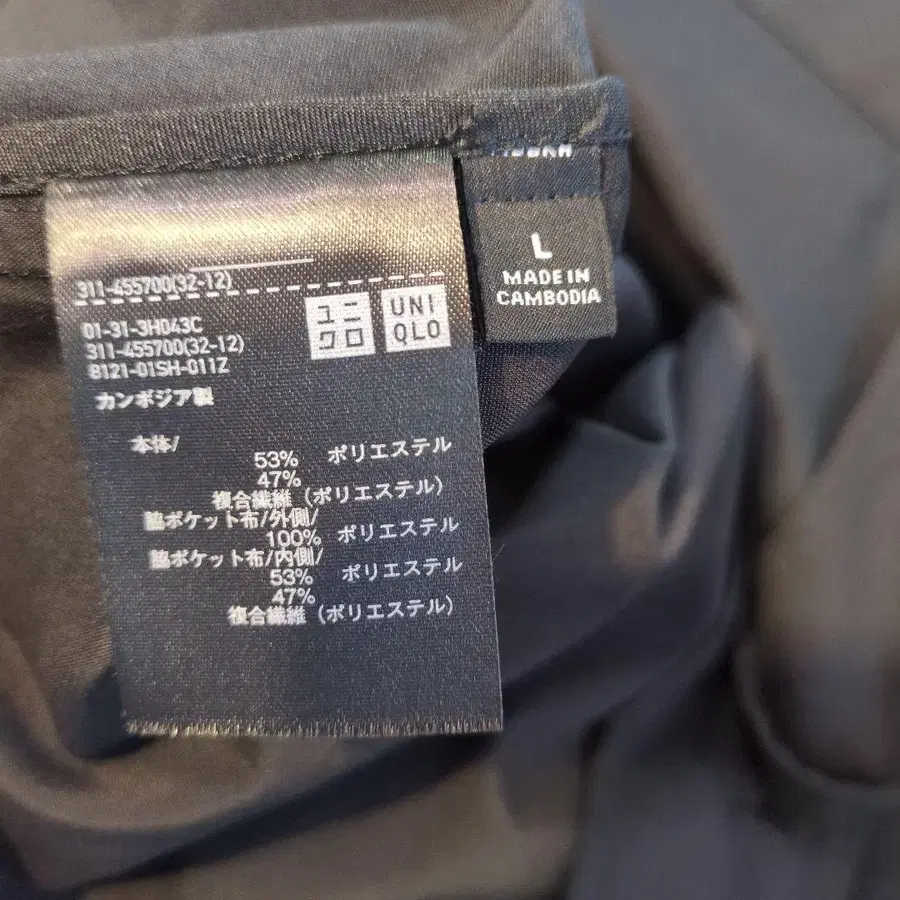 311-455700(32-12)
01-31-3H043C
311-455700(32-12)
8121-01SH-011Z
カンボジア製
ユニ
クロ
UNI
QLO
本体/
53% ポリエステル
47%
複合繊維 (ポリエステル)
脇ポケット布/外側/
100% ポリエステル
脇ポケット布/内側/
53% ポリエステル
47%
複合繊維 (ポリエステル)
L
MADE IN
CAMBODIA